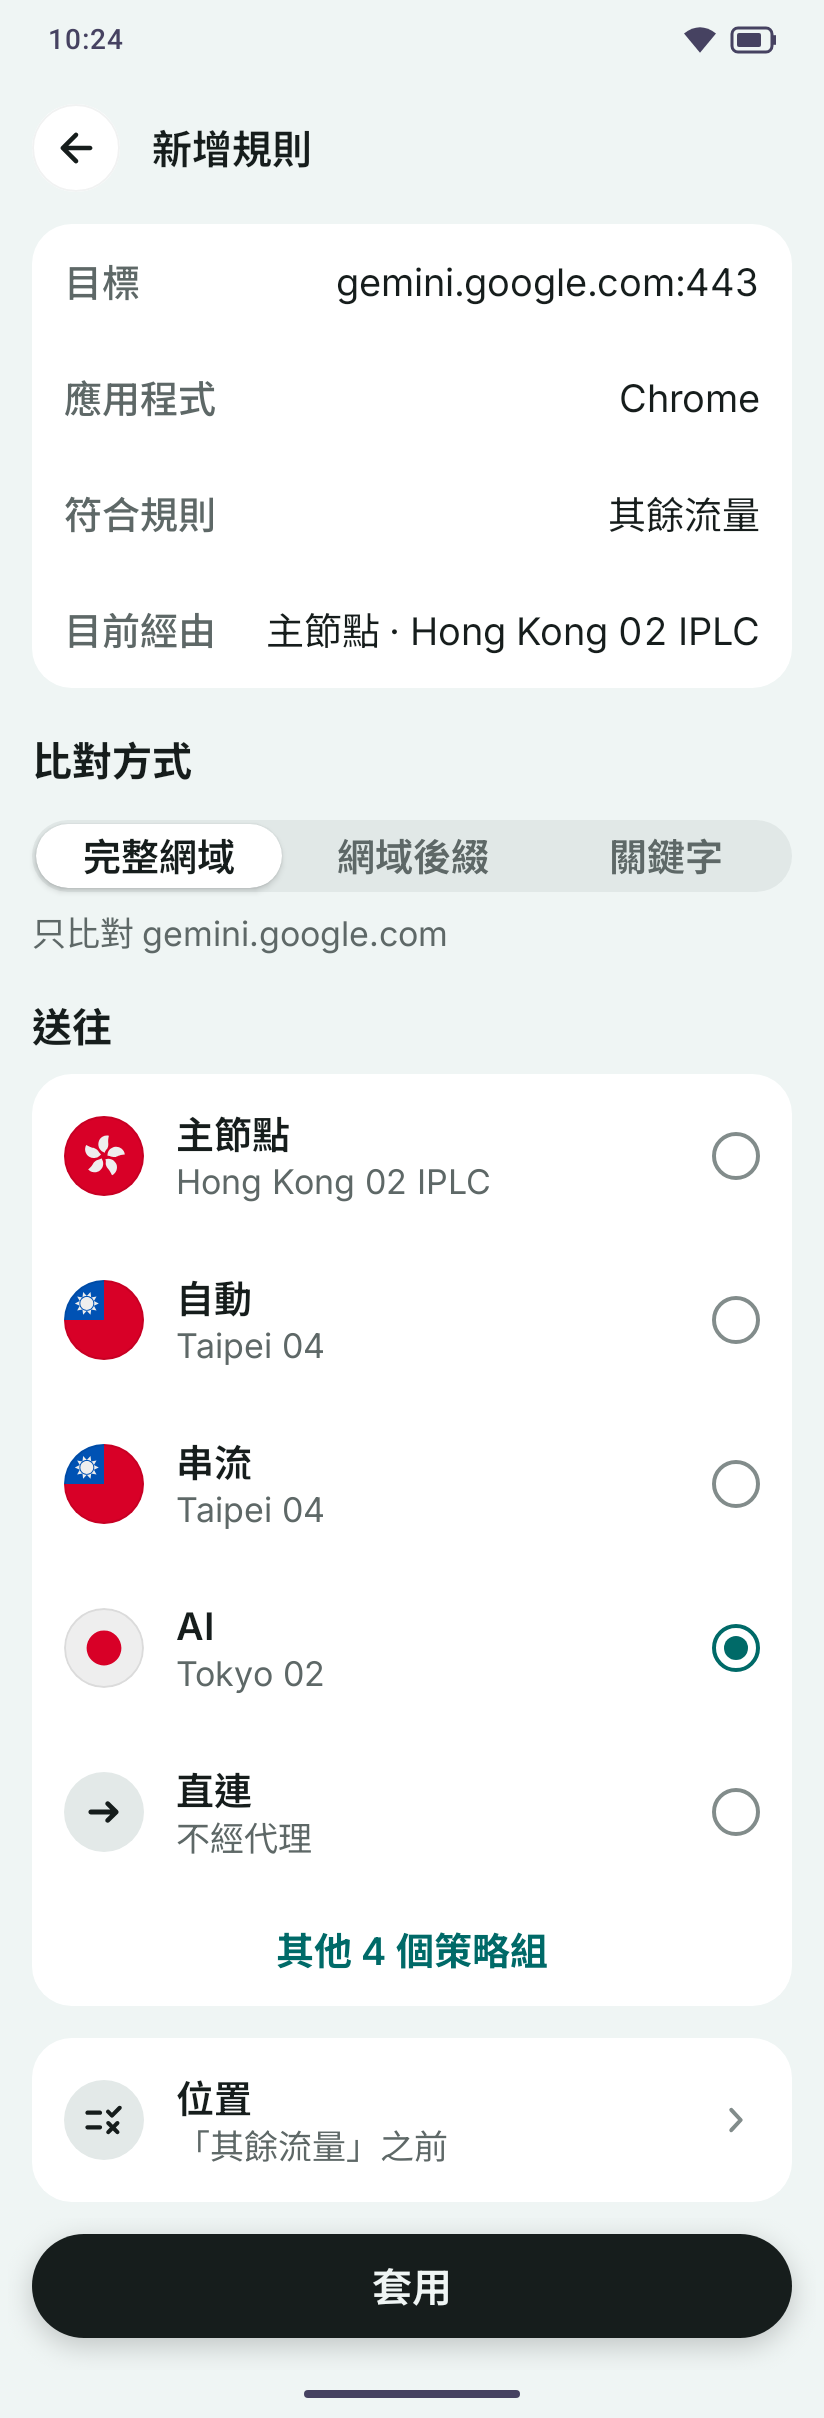 10:24
新增規則
目標 gemini.google.com:443
應用程式 Chrome
符合規則 其餘流量
目前經由 主節點 · Hong Kong 02 IPLC
比對方式
完整網域 網域後綴 關鍵字
只比對 gemini.google.com
送往
主節點
Hong Kong 02 IPLC
自動
Taipei 04
串流
Taipei 04
AI
Tokyo 02
直連
不經代理
其他 4 個策略組
位置
「其餘流量」之前
套用